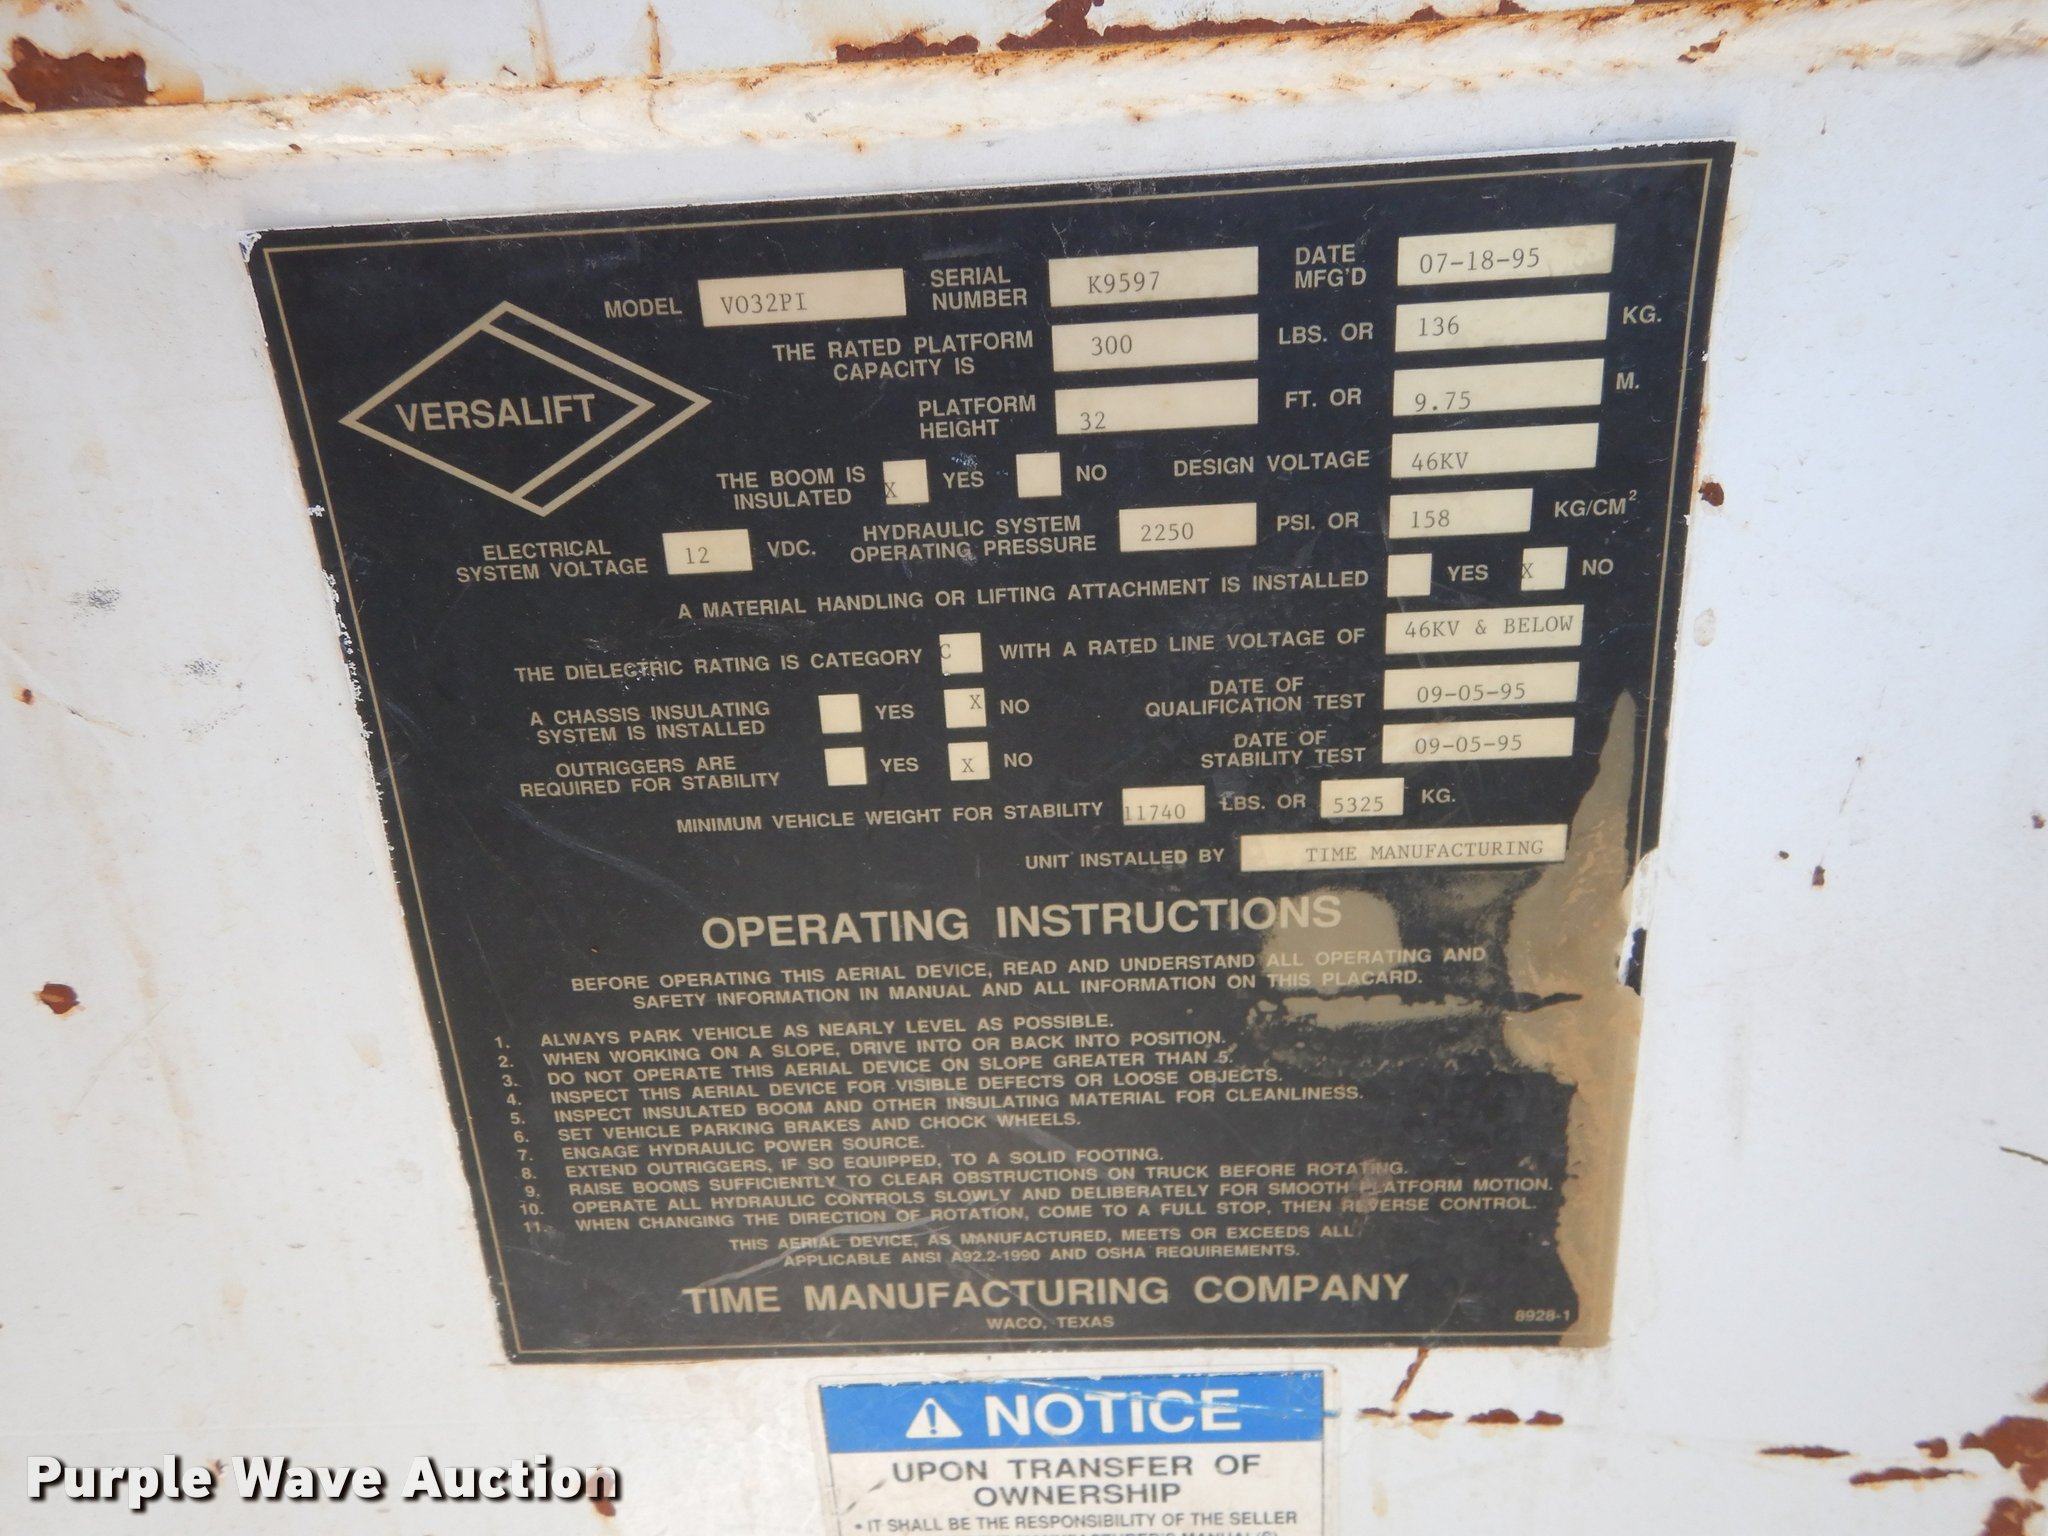 VERSALIFT
MODEL VO32PI SERIAL NUMBER K9597 DATE MFG'D 07-18-95
THE RATED PLATFORM CAPACITY IS 300 LBS. OR 136 KG.
PLATFORM HEIGHT 32 FT. OR 9.75 M.
THE BOOM IS INSULATED X YES NO DESIGN VOLTAGE 46KV
ELECTRICAL SYSTEM VOLTAGE 12 VDC. HYDRAULIC SYSTEM OPERATING PRESSURE 2250 PSI. OR 158 KG/CM²
A MATERIAL HANDLING OR LIFTING ATTACHMENT IS INSTALLED YES X NO
THE DIELECTRIC RATING IS CATEGORY C WITH A RATED LINE VOLTAGE OF 46KV & BELOW
A CHASSIS INSULATING SYSTEM IS INSTALLED YES X NO DATE OF QUALIFICATION TEST 09-05-95
OUTRIGGERS ARE REQUIRED FOR STABILITY YES X NO DATE OF STABILITY TEST 09-05-95
MINIMUM VEHICLE WEIGHT FOR STABILITY 11740 LBS. OR 5325 KG.
UNIT INSTALLED BY TIME MANUFACTURING
OPERATING INSTRUCTIONS
BEFORE OPERATING THIS AERIAL DEVICE, READ AND UNDERSTAND ALL OPERATING AND
SAFETY INFORMATION IN MANUAL AND ALL INFORMATION ON THIS PLACARD.
1. ALWAYS PARK VEHICLE AS NEARLY LEVEL AS POSSIBLE.
2. WHEN WORKING ON A SLOPE, DRIVE INTO OR BACK INTO POSITION.
3. DO NOT OPERATE THIS AERIAL DEVICE ON SLOPE GREATER THAN 5.
4. INSPECT THIS AERIAL DEVICE FOR VISIBLE DEFECTS OR LOOSE OBJECTS.
5. INSPECT INSULATED BOOM AND OTHER INSULATING MATERIAL FOR CLEANLINESS.
6. SET VEHICLE PARKING BRAKES AND CHOCK WHEELS.
7. ENGAGE HYDRAULIC POWER SOURCE.
8. EXTEND OUTRIGGERS, IF SO EQUIPPED, TO A SOLID FOOTING.
9. RAISE BOOMS SUFFICIENTLY TO CLEAR OBSTRUCTIONS ON TRUCK BEFORE ROTATING.
10. OPERATE ALL HYDRAULIC CONTROLS SLOWLY AND DELIBERATELY FOR SMOOTH PLATFORM MOTION.
11. WHEN CHANGING THE DIRECTION OF ROTATION, COME TO A FULL STOP, THEN REVERSE CONTROL.
THIS AERIAL DEVICE, AS MANUFACTURED, MEETS OR EXCEEDS ALL
APPLICABLE ANSI A92.2-1990 AND OSHA REQUIREMENTS.
TIME MANUFACTURING COMPANY
WACO, TEXAS
8928-1
NOTICE
UPON TRANSFER OF
OWNERSHIP
• IT SHALL BE THE RESPONSIBILITY OF THE SELLER
Purple Wave Auction